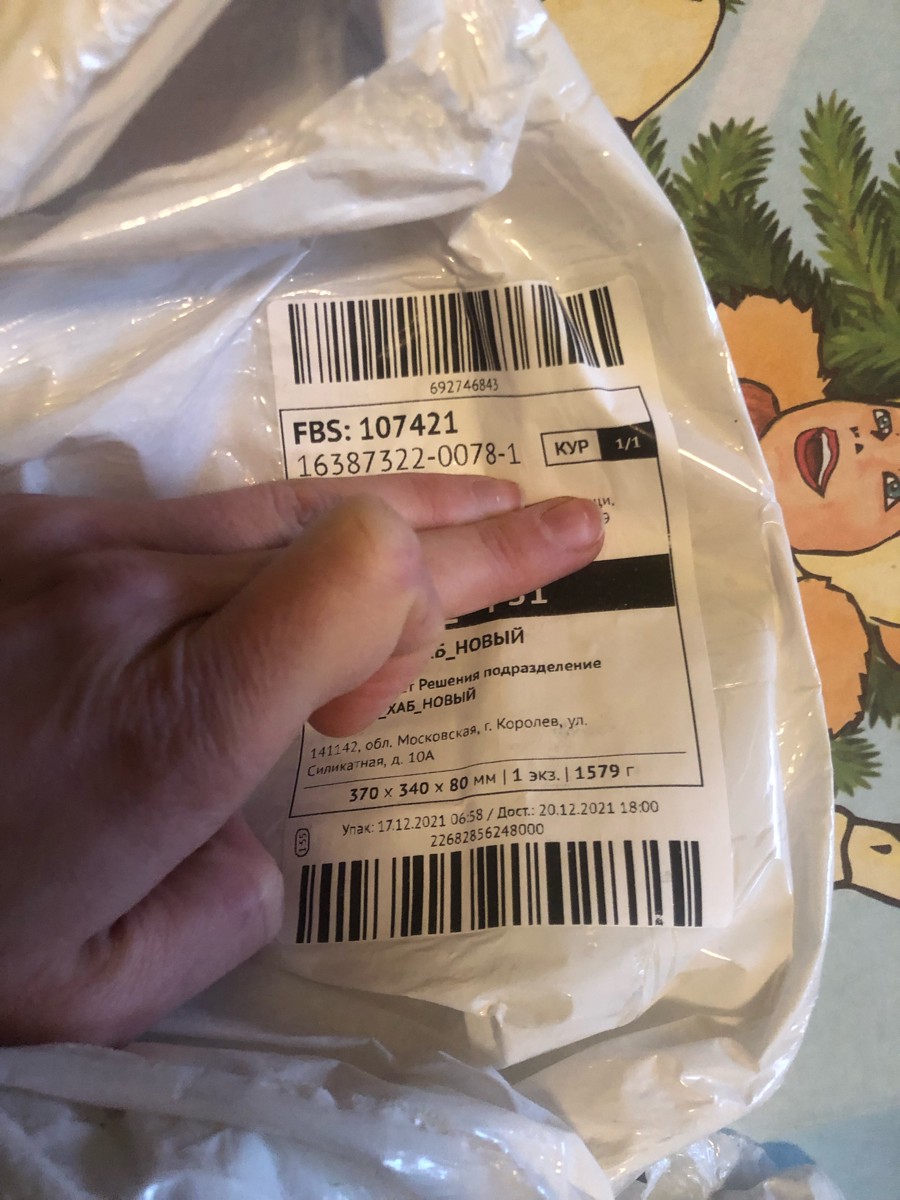 692746843
FBS: 107421
16387322-0078-1
КУР 1/1
НОВЫЙ
Решения подразделение
ХАБ_НОВЫЙ
141142, обл. Московская, г. Королев, ул.
Силикатная, д. 10А
370 x 340 x 80 мм | 1 экз. | 1579 г
Упак: 17.12.2021 06:58 / Дост.: 20.12.2021 18:00
22682856248000
155